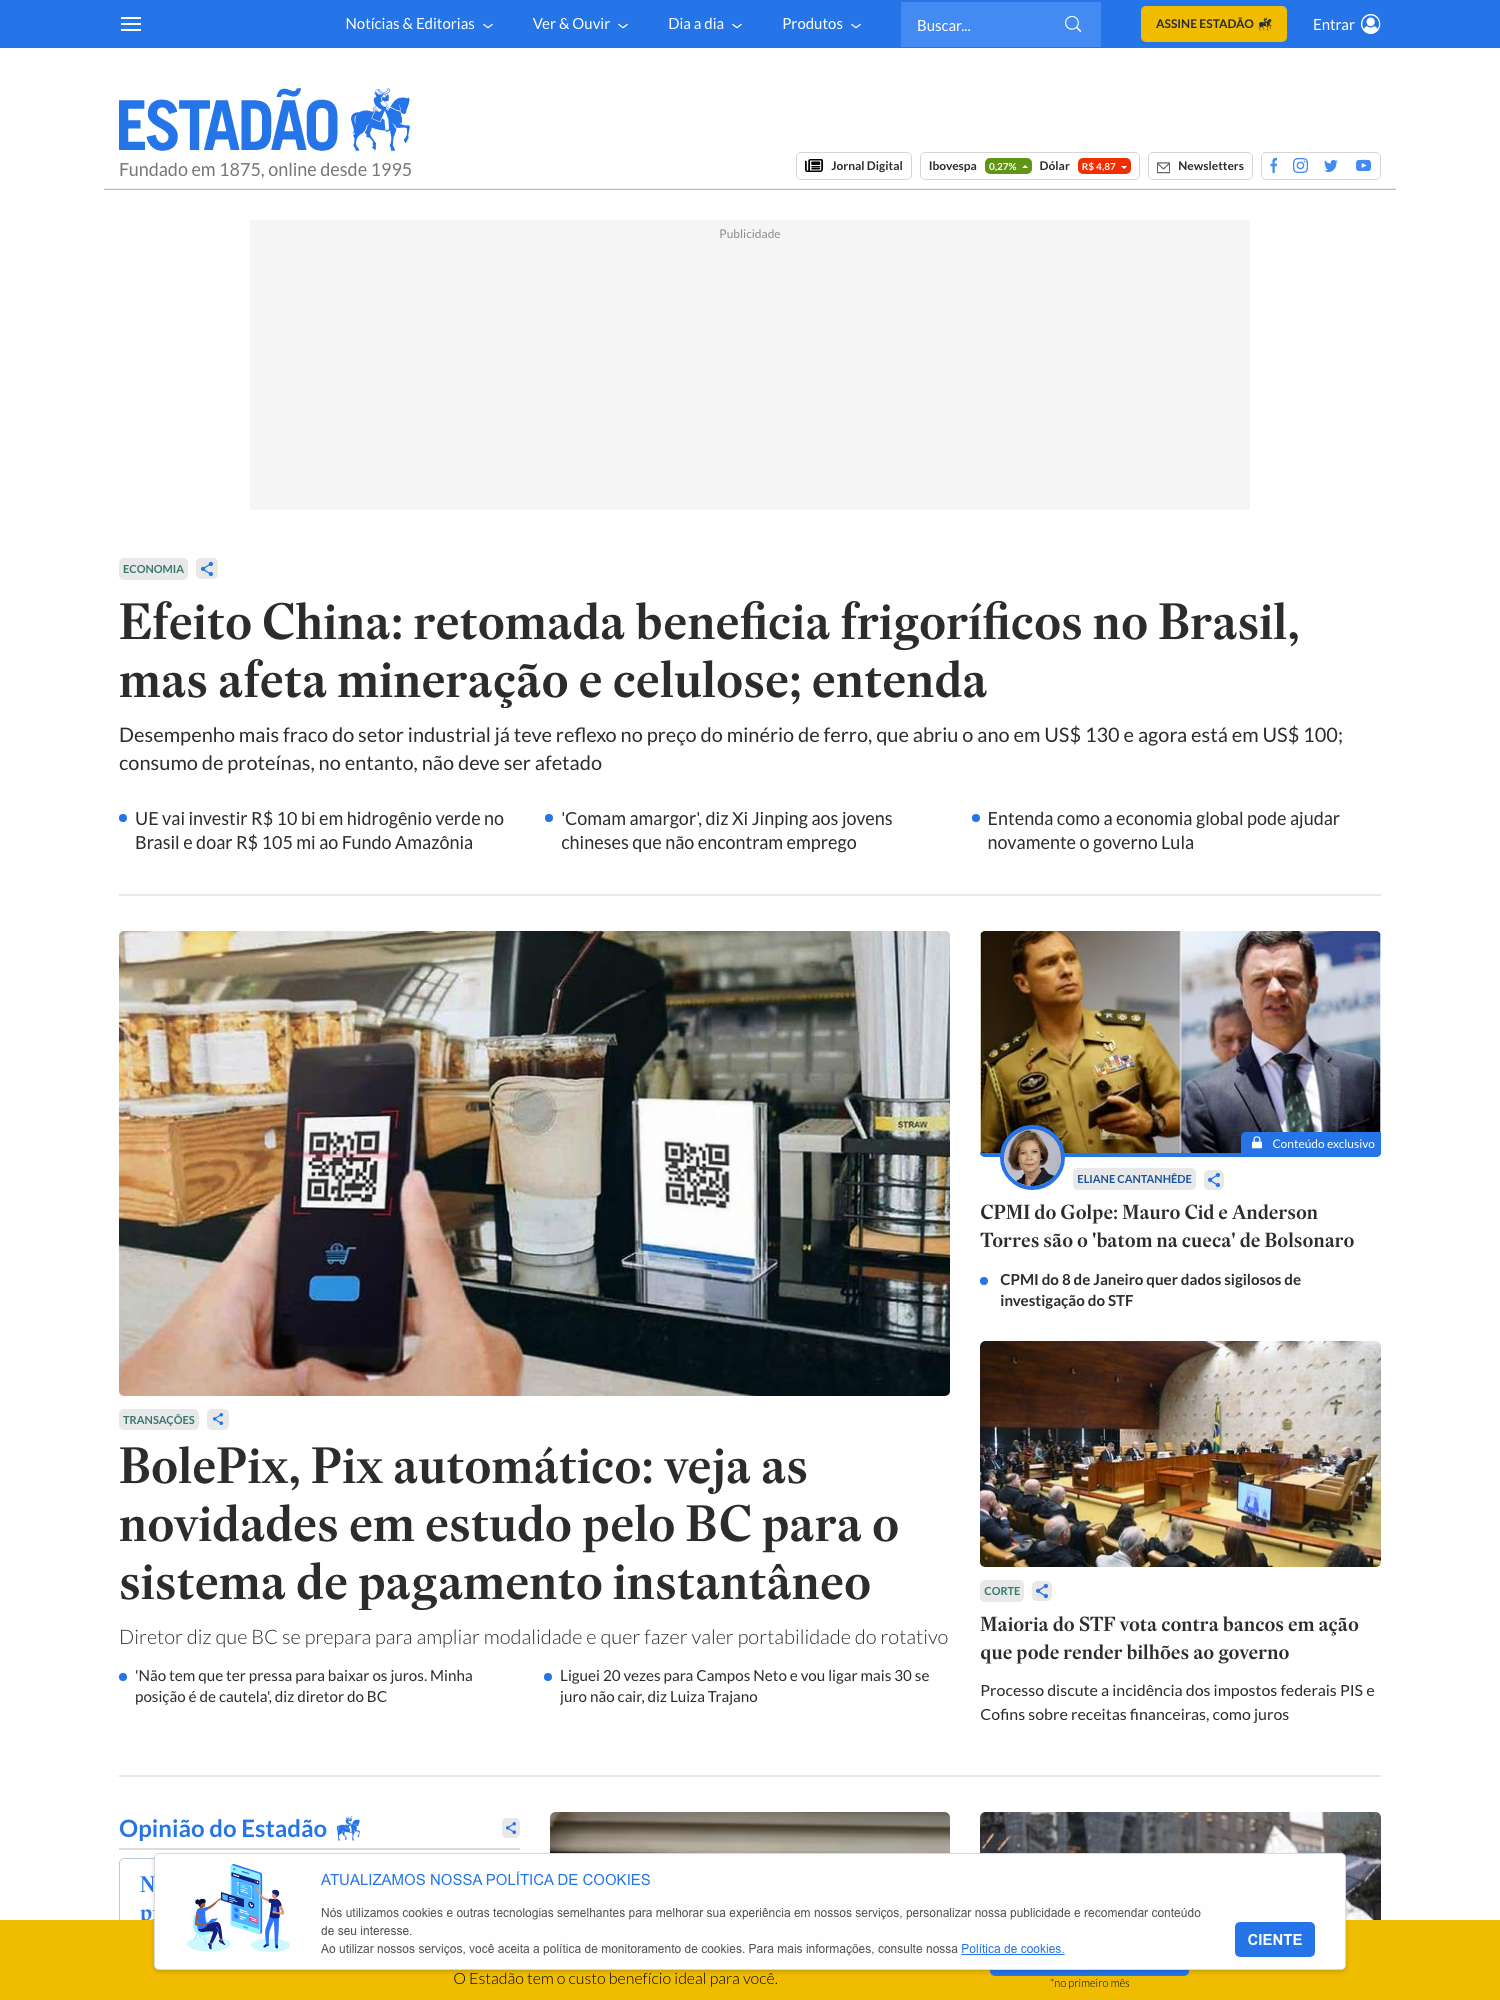 Notícias & Editorias
Ver & Ouvir
Dia a dia
Produtos
Buscar...
ASSINE ESTADÃO
Entrar
ESTADÃO
Fundado em 1875, online desde 1995
Jornal Digital
Ibovespa 0,27% Dólar R$ 4,87
Newsletters
Publicidade
ECONOMIA
Efeito China: retomada beneficia frigoríficos no Brasil,
mas afeta mineração e celulose; entenda
Desempenho mais fraco do setor industrial já teve reflexo no preço do minério de ferro, que abriu o ano em US$ 130 e agora está em US$ 100;
consumo de proteínas, no entanto, não deve ser afetado
UE vai investir R$ 10 bi em hidrogênio verde no
Brasil e doar R$ 105 mi ao Fundo Amazônia
'Comam amargor', diz Xi Jinping aos jovens
chineses que não encontram emprego
Entenda como a economia global pode ajudar
novamente o governo Lula
STRAW
TRANSAÇÕES
BolePix, Pix automático: veja as
novidades em estudo pelo BC para o
sistema de pagamento instantâneo
Diretor diz que BC se prepara para ampliar modalidade e quer fazer valer portabilidade do rotativo
'Não tem que ter pressa para baixar os juros. Minha
posição é de cautela', diz diretor do BC
Liguei 20 vezes para Campos Neto e vou ligar mais 30 se
juro não cair, diz Luiza Trajano
Conteúdo exclusivo
ELIANE CANTANHÊDE
CPMI do Golpe: Mauro Cid e Anderson
Torres são o 'batom na cueca' de Bolsonaro
CPMI do 8 de Janeiro quer dados sigilosos de
investigação do STF
CORTE
Maioria do STF vota contra bancos em ação
que pode render bilhões ao governo
Processo discute a incidência dos impostos federais PIS e
Cofins sobre receitas financeiras, como juros
Opinião do Estadão
ATUALIZAMOS NOSSA POLÍTICA DE COOKIES
Nós utilizamos cookies e outras tecnologias semelhantes para melhorar sua experiência em nossos serviços, personalizar nossa publicidade e recomendar conteúdo
de seu interesse.
Ao utilizar nossos serviços, você aceita a política de monitoramento de cookies. Para mais informações, consulte nossa Política de cookies.
CIENTE
O Estadão tem o custo benefício ideal para você.
*no primeiro mês